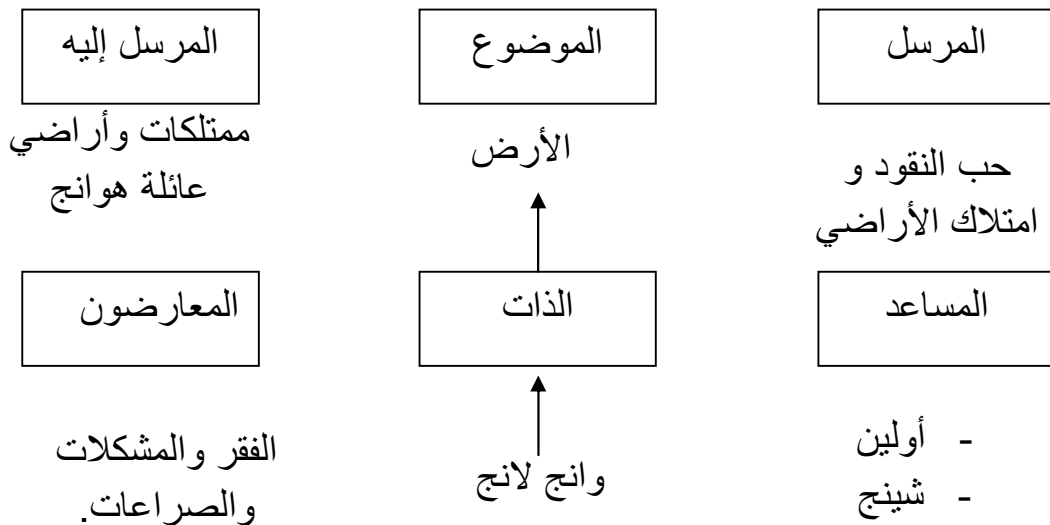 المرسل
الموضوع
المرسل إليه
حب النقود و
امتلاك الأراضي
الأرض
ممتلكات وأراضي
عائلة هوانج
المساعد
الذات
المعارضون
- أولين
- شينج
وانج لانج
الفقر والمشكلات
والصراعات.